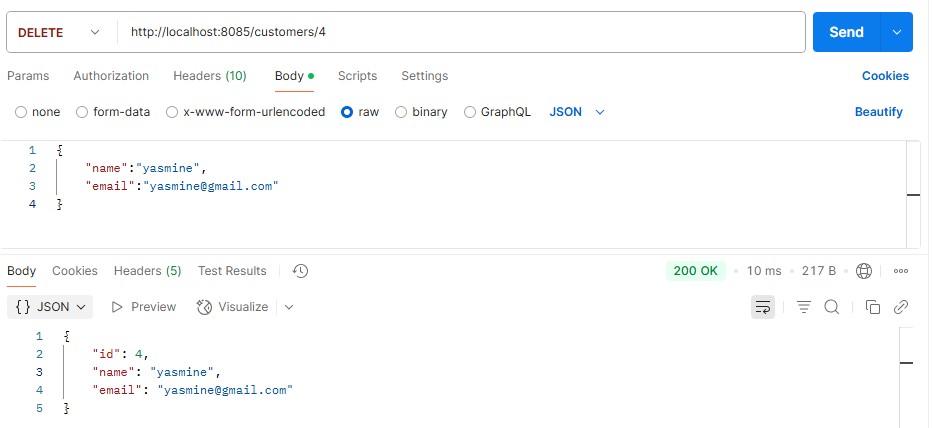 DELETE http://localhost:8085/customers/4 Send
Params Authorization Headers (10) Body Scripts Settings Cookies
none form-data x-www-form-urlencoded raw binary GraphQL JSON Beautify
1 {
2 "name":"yasmine",
3 "email":"yasmine@gmail.com"
4 }
Body Cookies Headers (5) Test Results 200 OK • 10 ms • 217 B
{} JSON Preview Visualize
1 {
2 "id": 4,
3 "name": "yasmine",
4 "email": "yasmine@gmail.com"
5 }